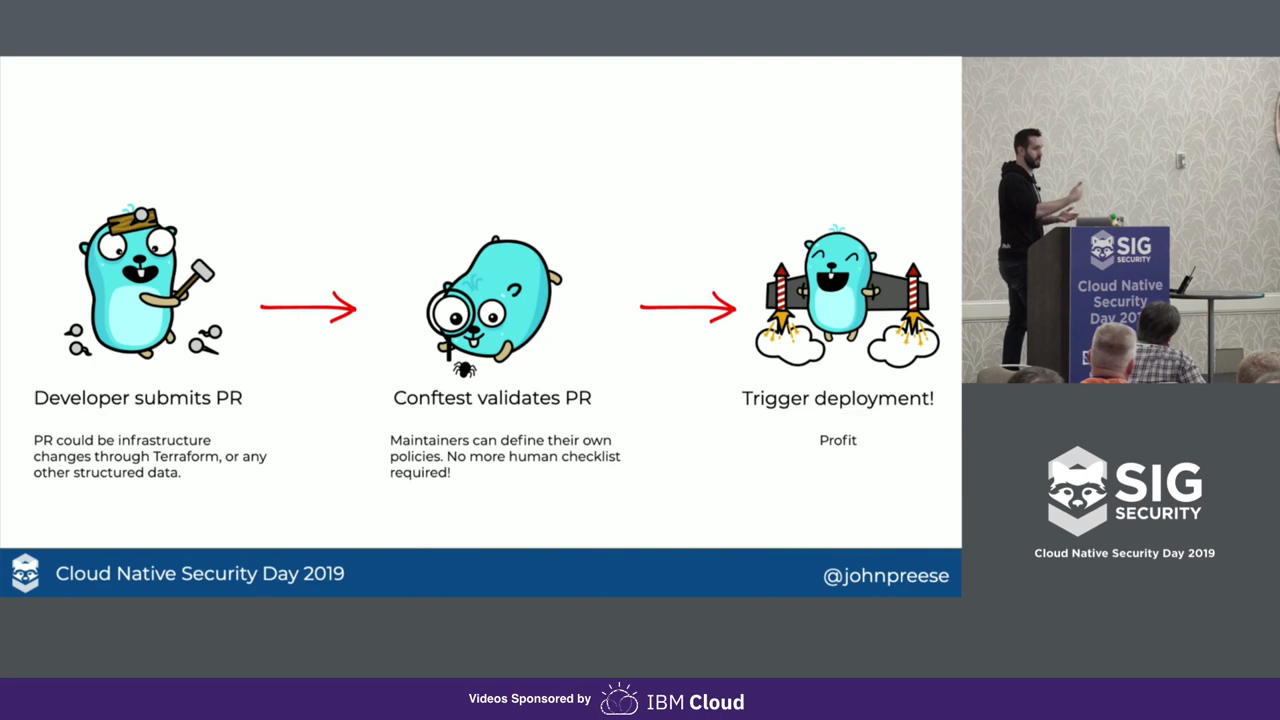 Developer submits PR
PR could be infrastructure
changes through Terraform, or any
other structured data.
Conftest validates PR
Maintainers can define their own
policies. No more human checklist
required!
Trigger deployment!
Profit
Cloud Native Security Day 2019
@johnpreese
SIG
SECURITY
Cloud Native
Security
SIG
SECURITY
Cloud Native Security Day 2019
Videos Sponsored by
IBM Cloud